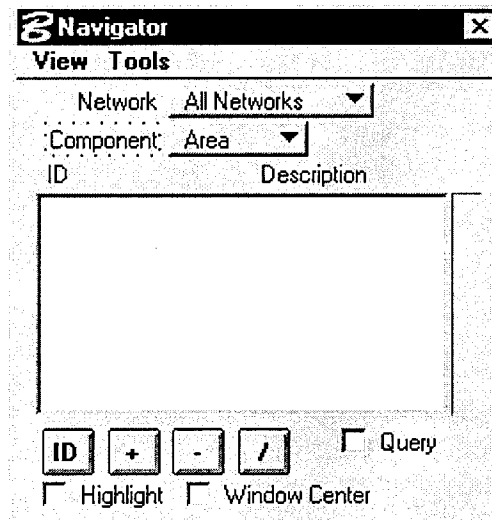 Navigator
View Tools
Network All Networks
Component Area
ID Description
ID + - / Query
Highlight Window Center